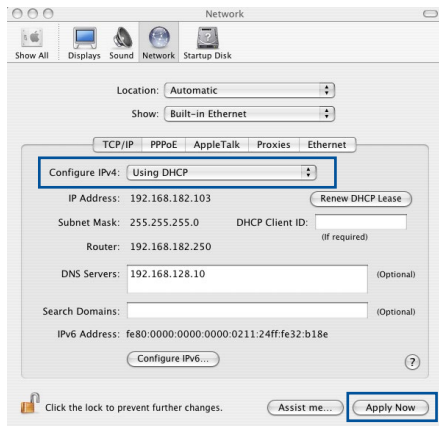 Network
Show All Displays Sound Network Startup Disk
Location: Automatic
Show: Built-in Ethernet
TCP/IP PPPoE AppleTalk Proxies Ethernet
Configure IPv4: Using DHCP
IP Address: 192.168.182.103 Renew DHCP Lease
Subnet Mask: 255.255.255.0 DHCP Client ID:
(If required)
Router: 192.168.182.250
DNS Servers: 192.168.128.10 (Optional)
Search Domains: (Optional)
IPv6 Address: fe80:0000:0000:0000:0211:24ff:fe32:b18e
Configure IPv6... ?
Click the lock to prevent further changes. Assist me... Apply Now